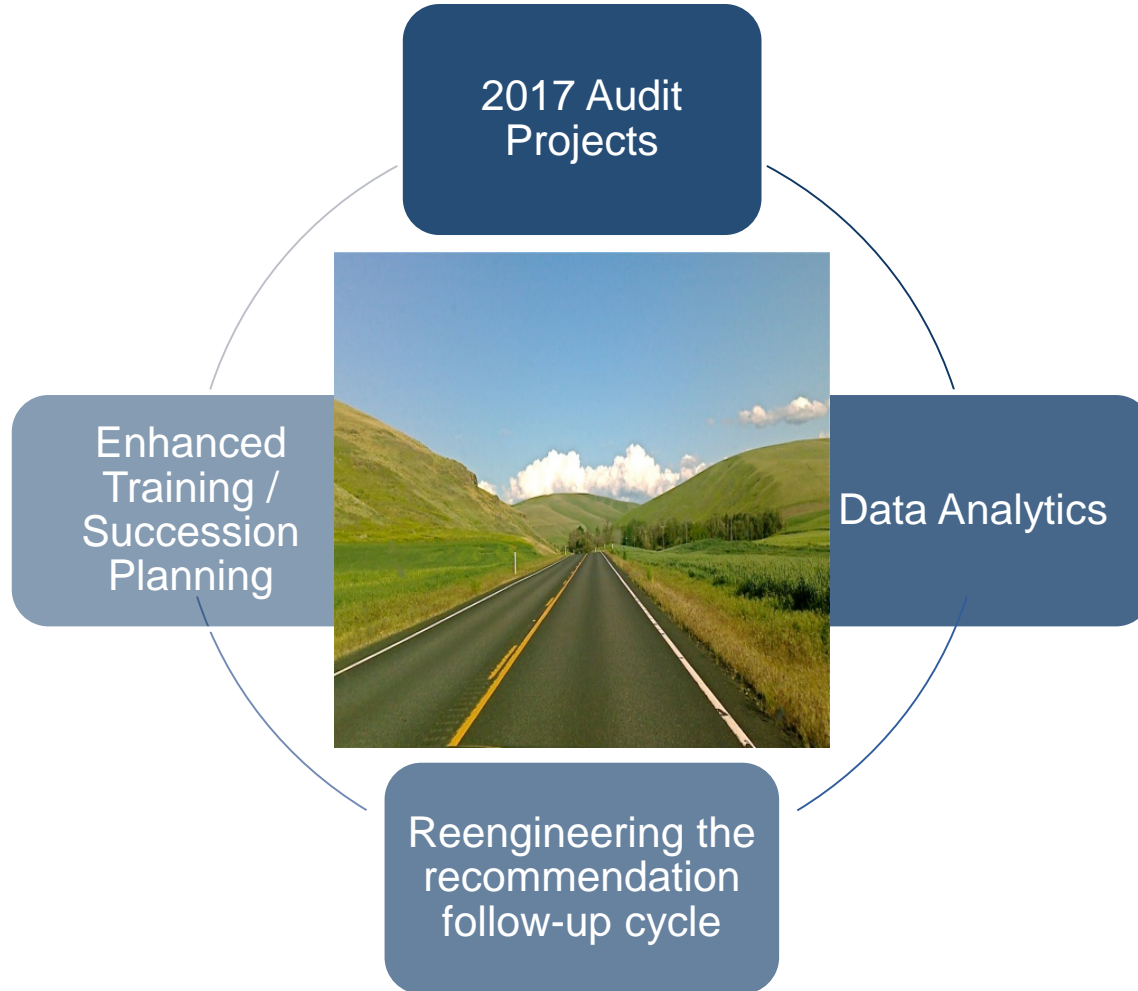 2017 Audit
Projects
Data Analytics
Reengineering the
recommendation
follow-up cycle
Enhanced
Training /
Succession
Planning